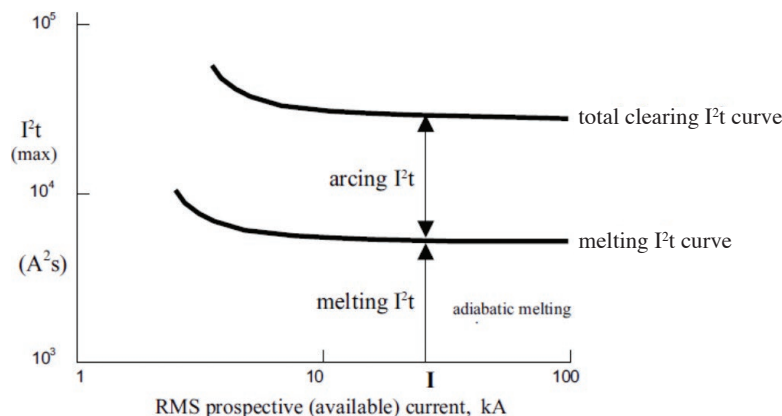 10⁵
total clearing I²t curve
I²t
(max)
arcing I²t
10⁴
melting I²t curve
(A²s)
melting I²t
adiabatic melting
10³
1
10
I
100
RMS prospective (available) current, kA